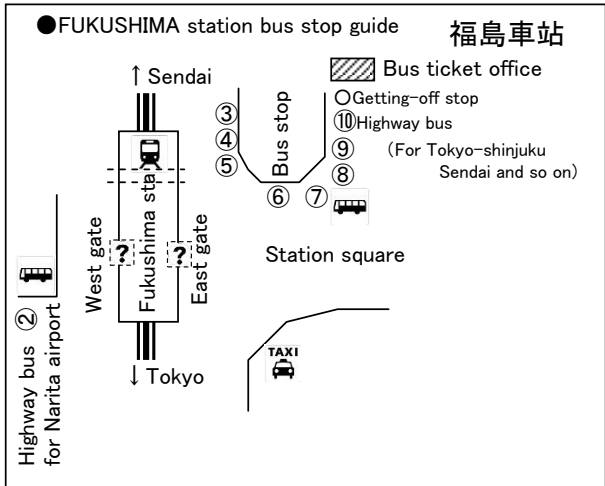 ●FUKUSHIMA station bus stop guide
福島車站
↑ Sendai
Bus ticket office
○Getting-off stop
⑩Highway bus
(For Tokyo-shinjuku
Sendai and so on)
③
④
⑤
⑥
⑦
⑧
⑨
Bus stop
Fukushima sta
West gate
?
?
East gate
Station square
Highway bus ②
for Narita airport
↓ Tokyo
TAXI